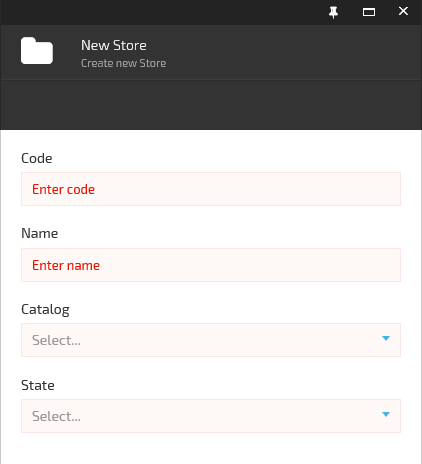 New Store
Create new Store
Code
Enter code
Name
Enter name
Catalog
Select...
State
Select...